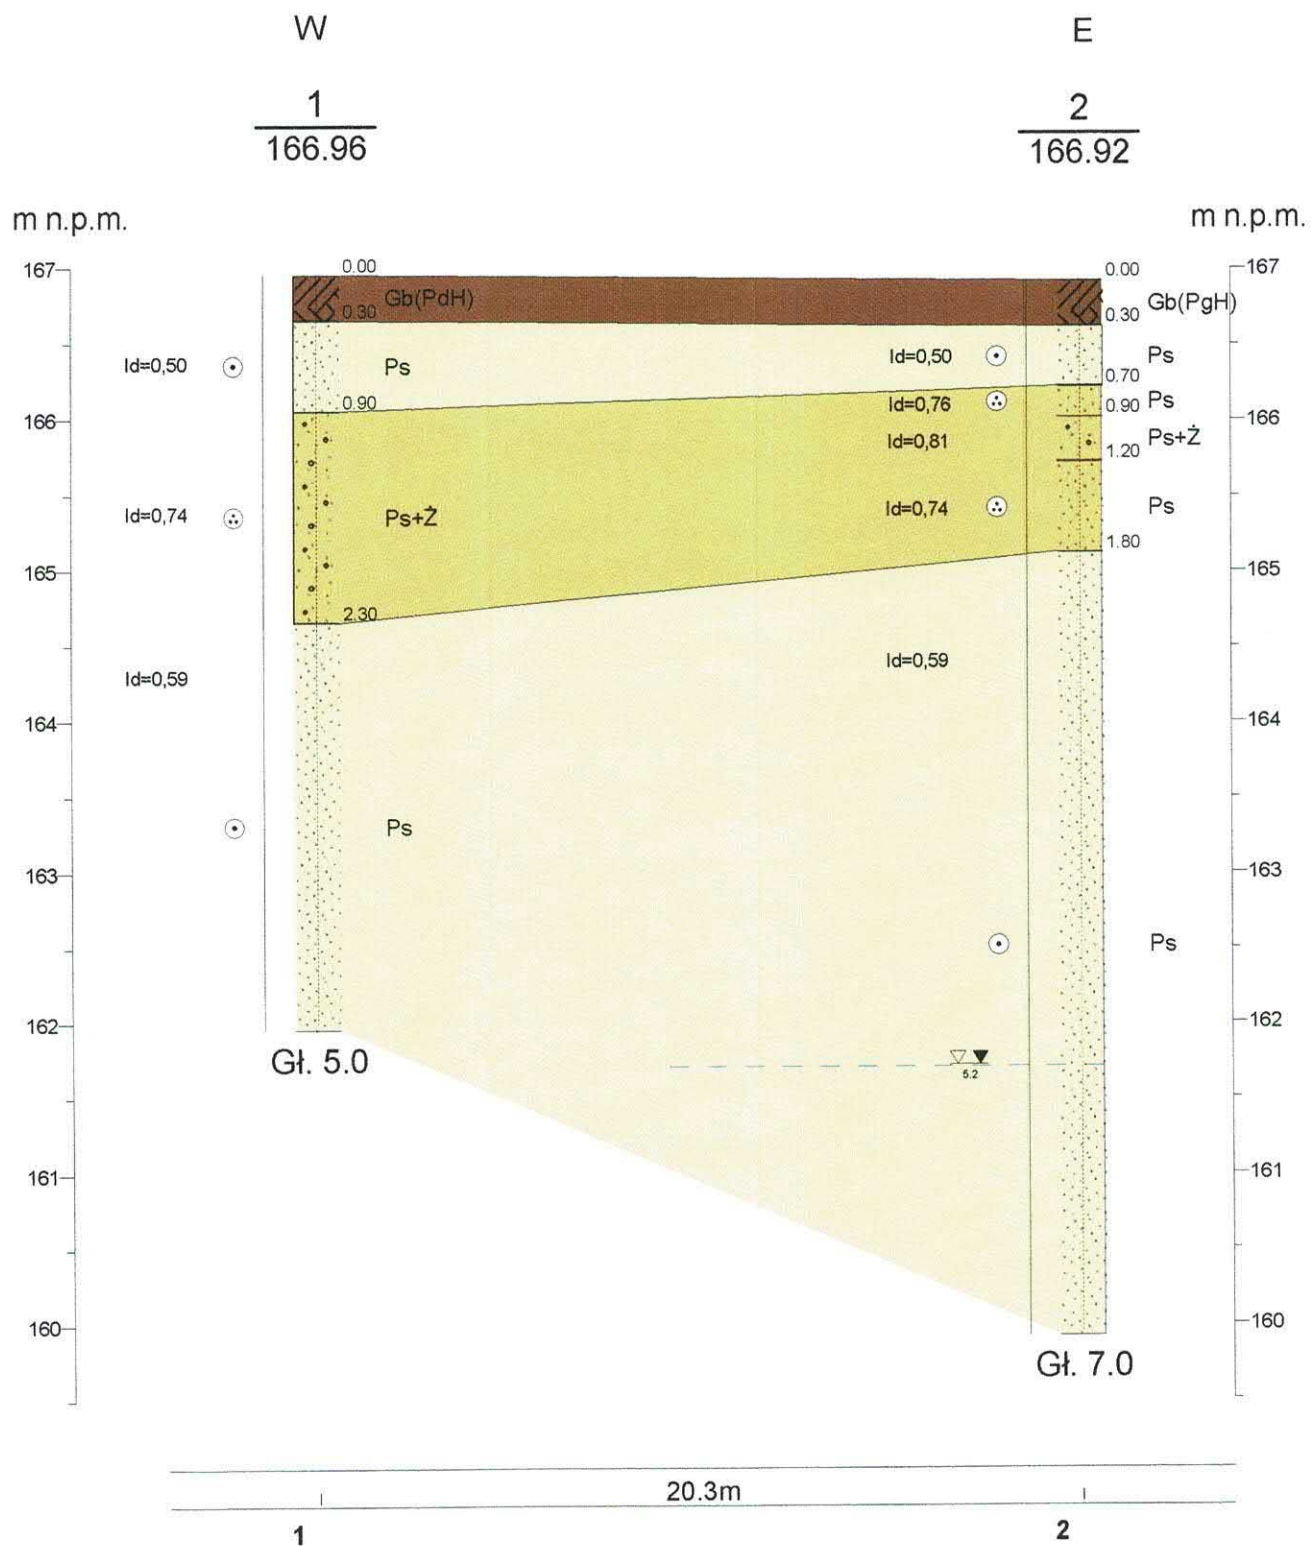 W E
1 2
166.96 166.92
m n.p.m. m n.p.m.
167 0.00 0.00 167
Gb(PdH) Gb(PgH)
0.30 0.30
Id=0,50 Ps Id=0,50 Ps
0.70
0.90 Id=0,76 0.90 Ps
166 166
Id=0,81 Ps+Ż
1.20
Id=0,74 Ps+Ż Id=0,74 Ps
1.80
165 165
2.30
Id=0,59 Id=0,59
164 164
Ps
163 163
Ps
162 162
Gł. 5.0
5.2
161 161
160 160
Gł. 7.0
20.3m
1 2